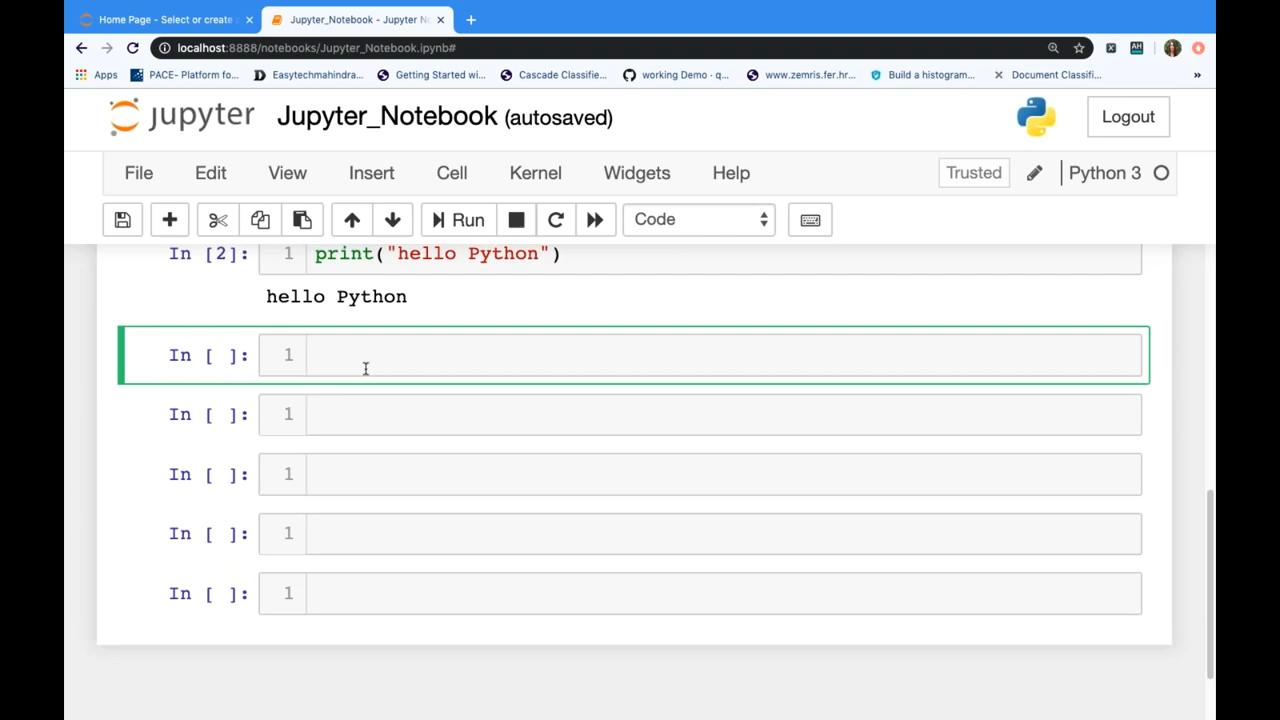 Home Page - Select or create
Jupyter_Notebook - Jupyter No
localhost:8888/notebooks/Jupyter_Notebook.ipynb#
Apps PACE- Platform fo... Easytechmahindra... Getting Started wi... Cascade Classifie... working Demo · q... www.zemris.fer.hr... Build a histogram... Document Classifi... »
jupyter Jupyter_Notebook (autosaved) Logout
File Edit View Insert Cell Kernel Widgets Help Trusted Python 3
Run Code
In [2]: 1 print("hello Python")
hello Python
In [ ]: 1
In [ ]: 1
In [ ]: 1
In [ ]: 1
In [ ]: 1